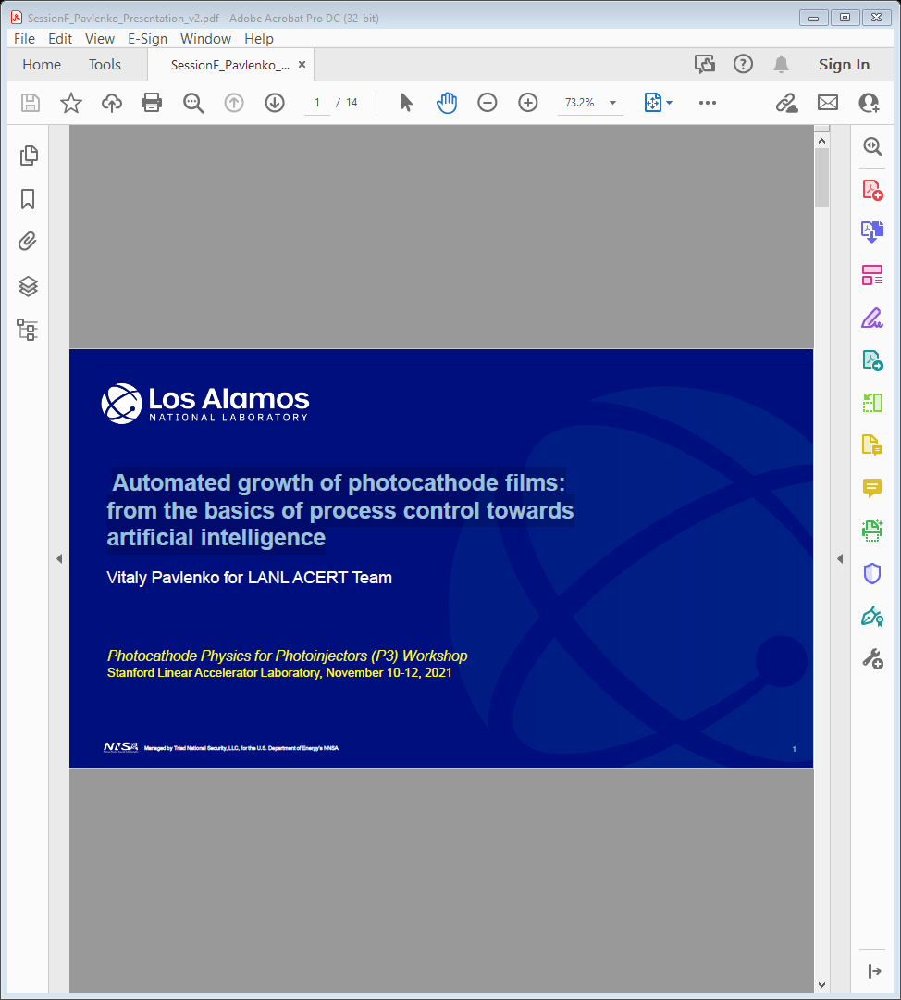 SessionF_Pavlenko_Presentation_v2.pdf - Adobe Acrobat Pro DC (32-bit)
File Edit View E-Sign Window Help
Home Tools SessionF_Pavlenko_... × Sign In
1 / 14 73.2%
Los Alamos
NATIONAL LABORATORY
Automated growth of photocathode films:
from the basics of process control towards
artificial intelligence
Vitaly Pavlenko for LANL ACERT Team
Photocathode Physics for Photoinjectors (P3) Workshop
Stanford Linear Accelerator Laboratory, November 10-12, 2021
NNSA Managed by Triad National Security, LLC, for the U.S. Department of Energy's NNSA.
1